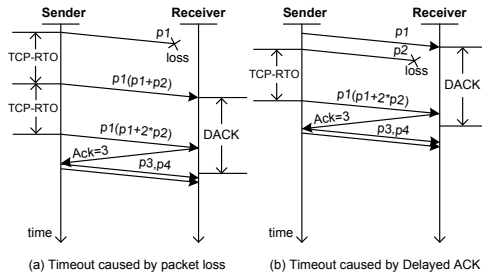 Sender Receiver
p1
loss
TCP-RTO
p1(p1+p2)
TCP-RTO
p1(p1+2*p2)
DACK
Ack=3
p3,p4
time
(a) Timeout caused by packet loss
Sender Receiver
p1
p2
loss
TCP-RTO
p1(p1+2*p2)
DACK
Ack=3
p3,p4
time
(b) Timeout caused by Delayed ACK